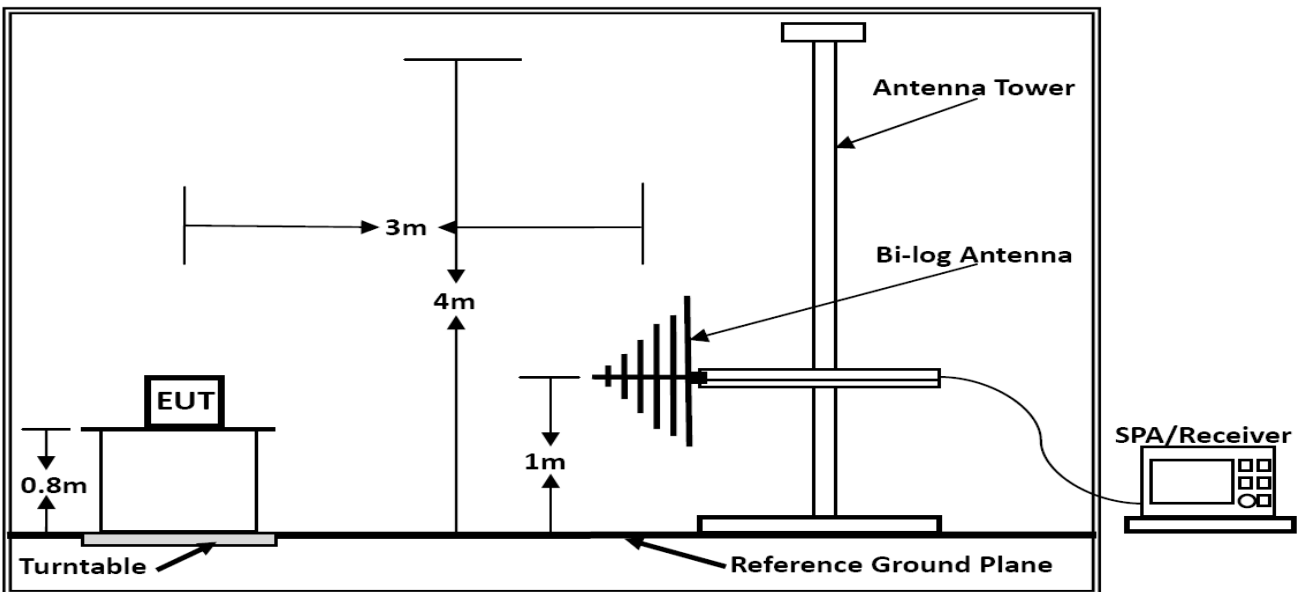 Antenna Tower
3m
Bi-log Antenna
4m
EUT
SPA/Receiver
1m
0.8m
Turntable
Reference Ground Plane